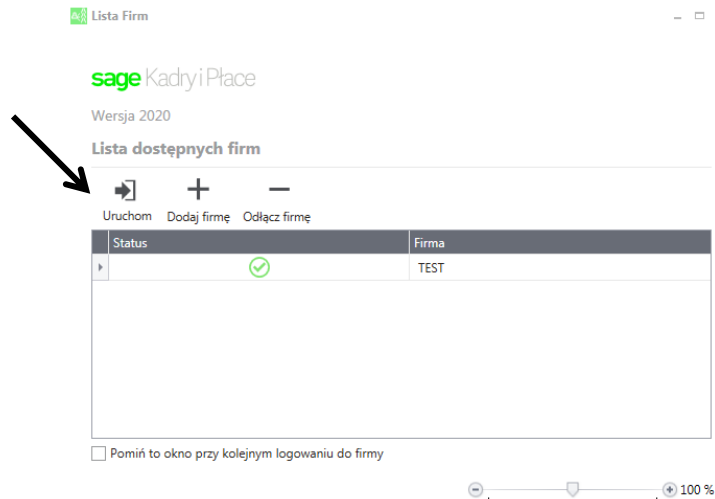 Lista Firm
sage Kadry i Płace
Wersja 2020
Lista dostępnych firm
Uruchom Dodaj firmę Odłącz firmę
Status Firma
TEST
Pomiń to okno przy kolejnym logowaniu do firmy
100 %